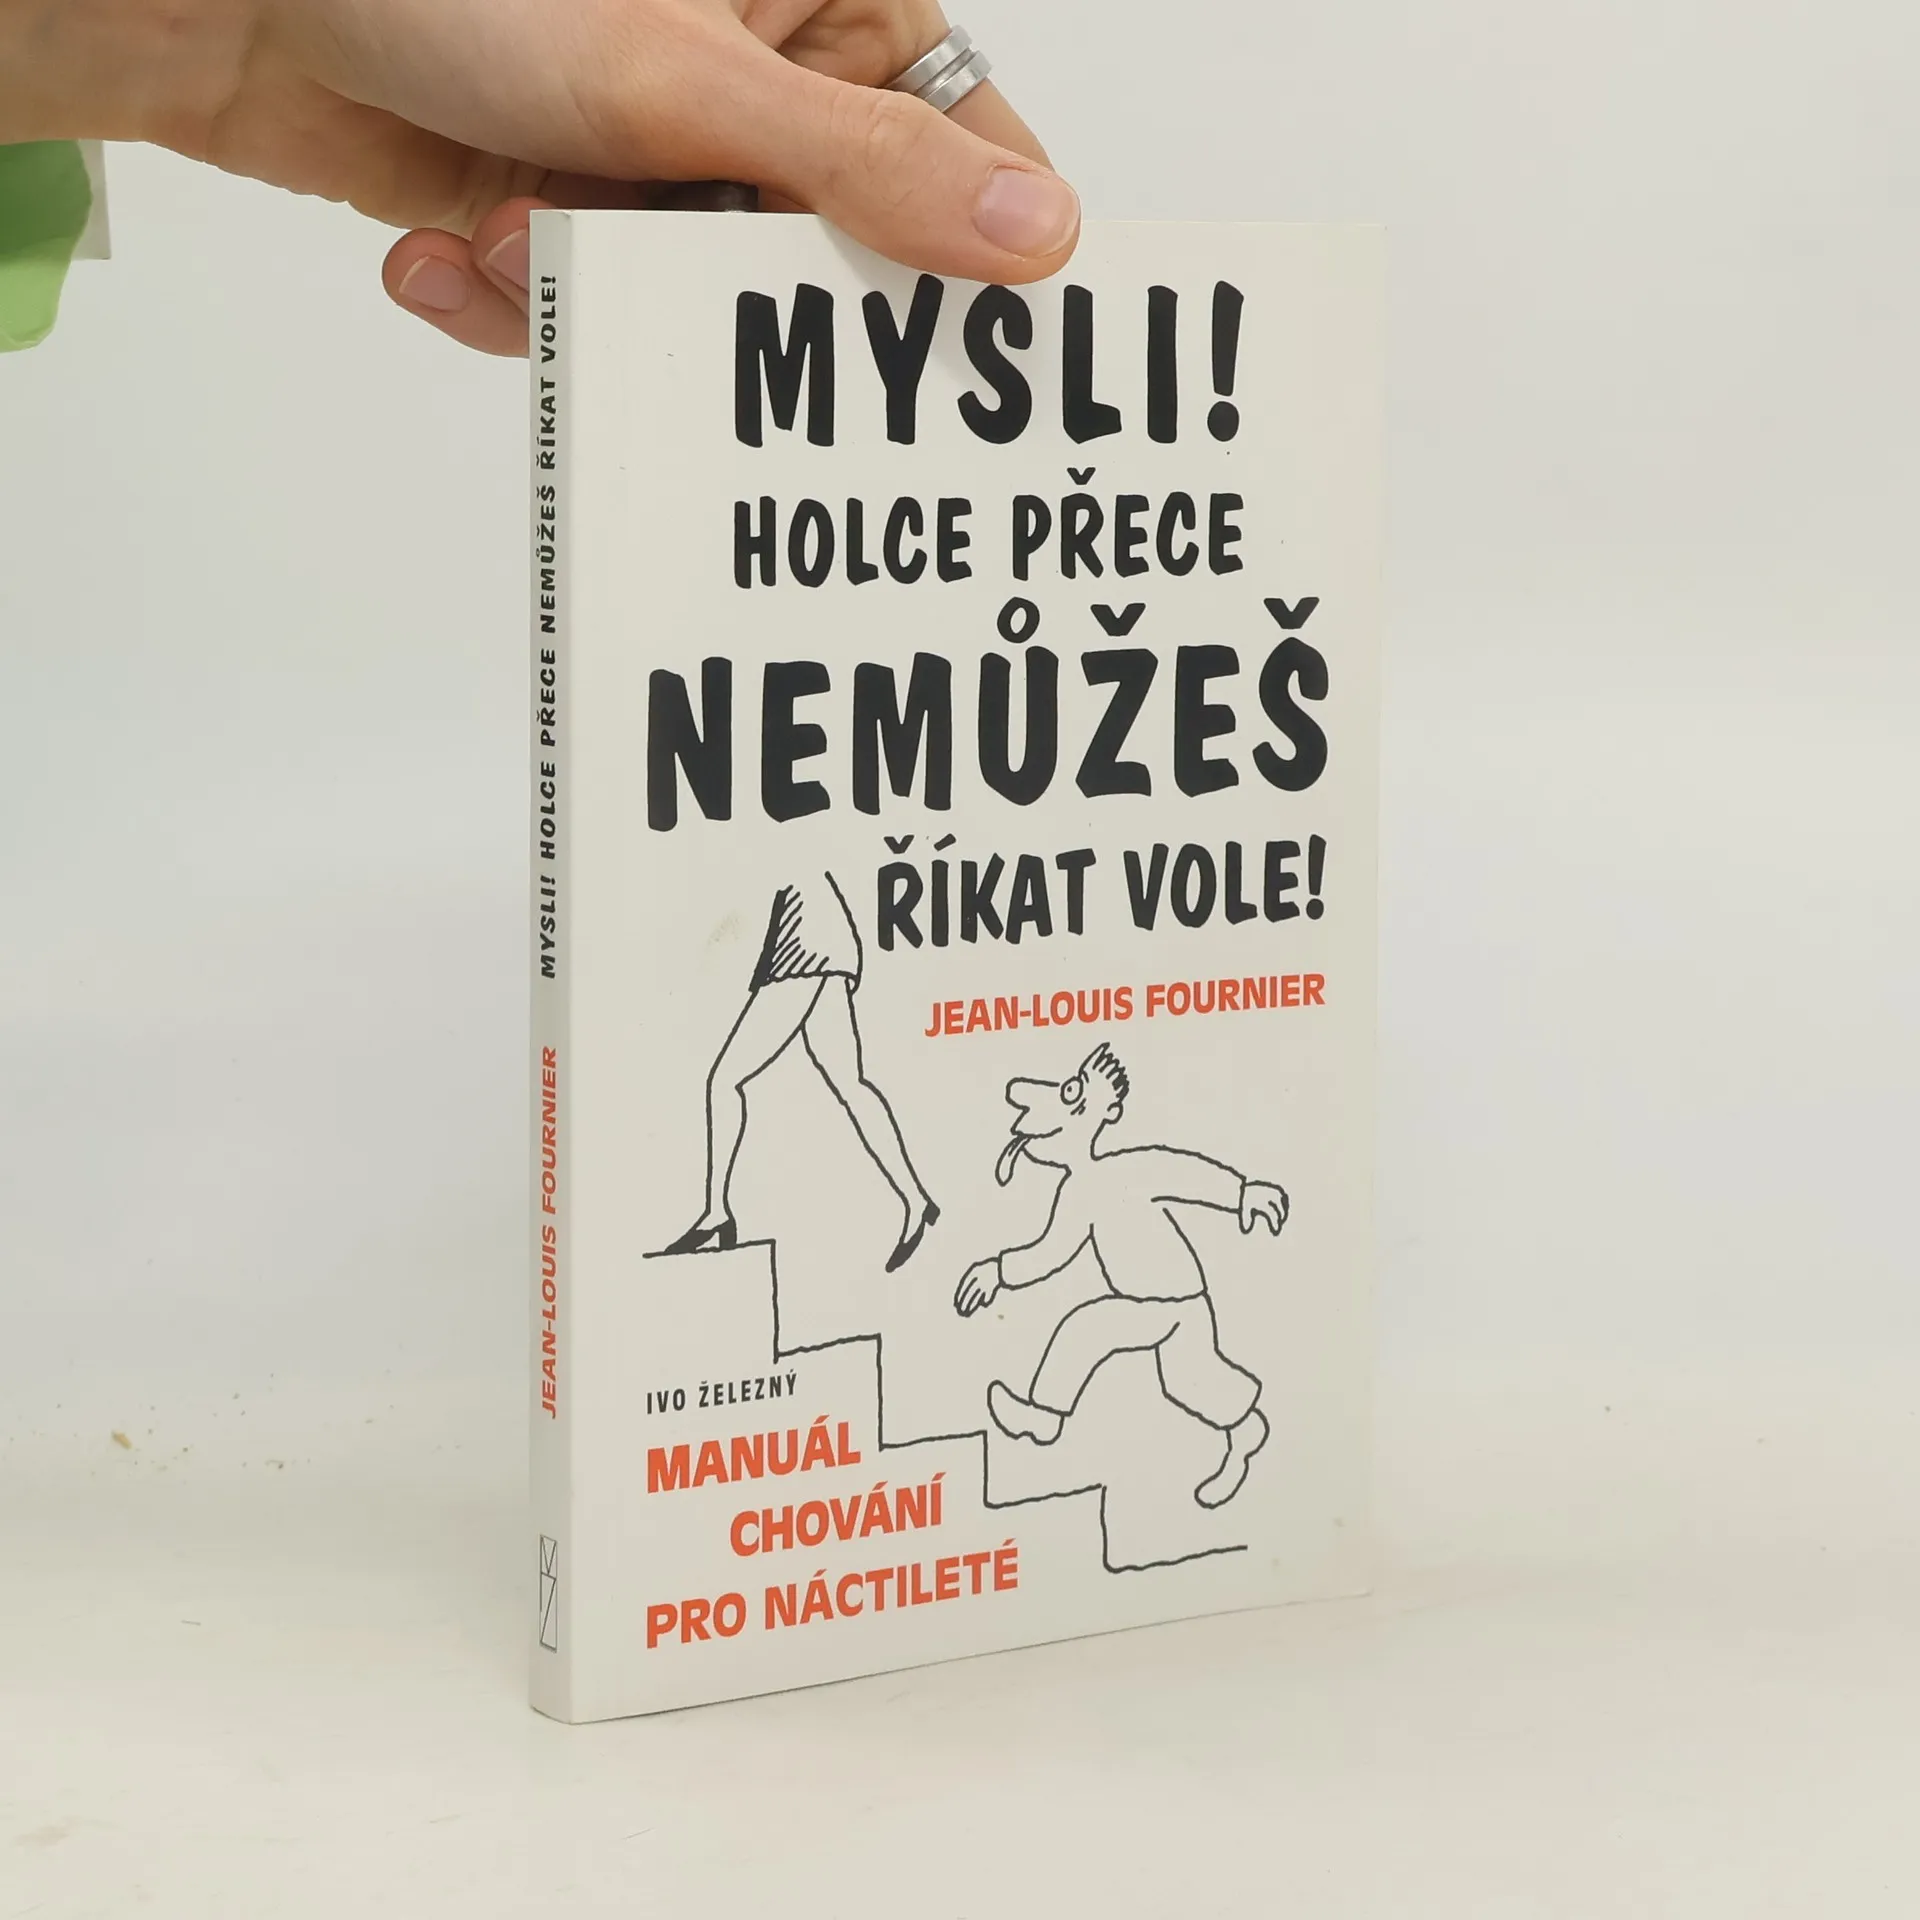 MYSLI! HOLCE PŘECE NEMŮŽEŠ ŘÍKAT VOLE!
JEAN-LOUIS FOURNIER
MYSLI!
HOLCE PŘECE
NEMŮŽEŠ
ŘÍKAT VOLE!
JEAN-LOUIS FOURNIER
IVO ŽELEZNÝ
MANUÁL
CHOVÁNÍ
PRO NÁCTILETÉ